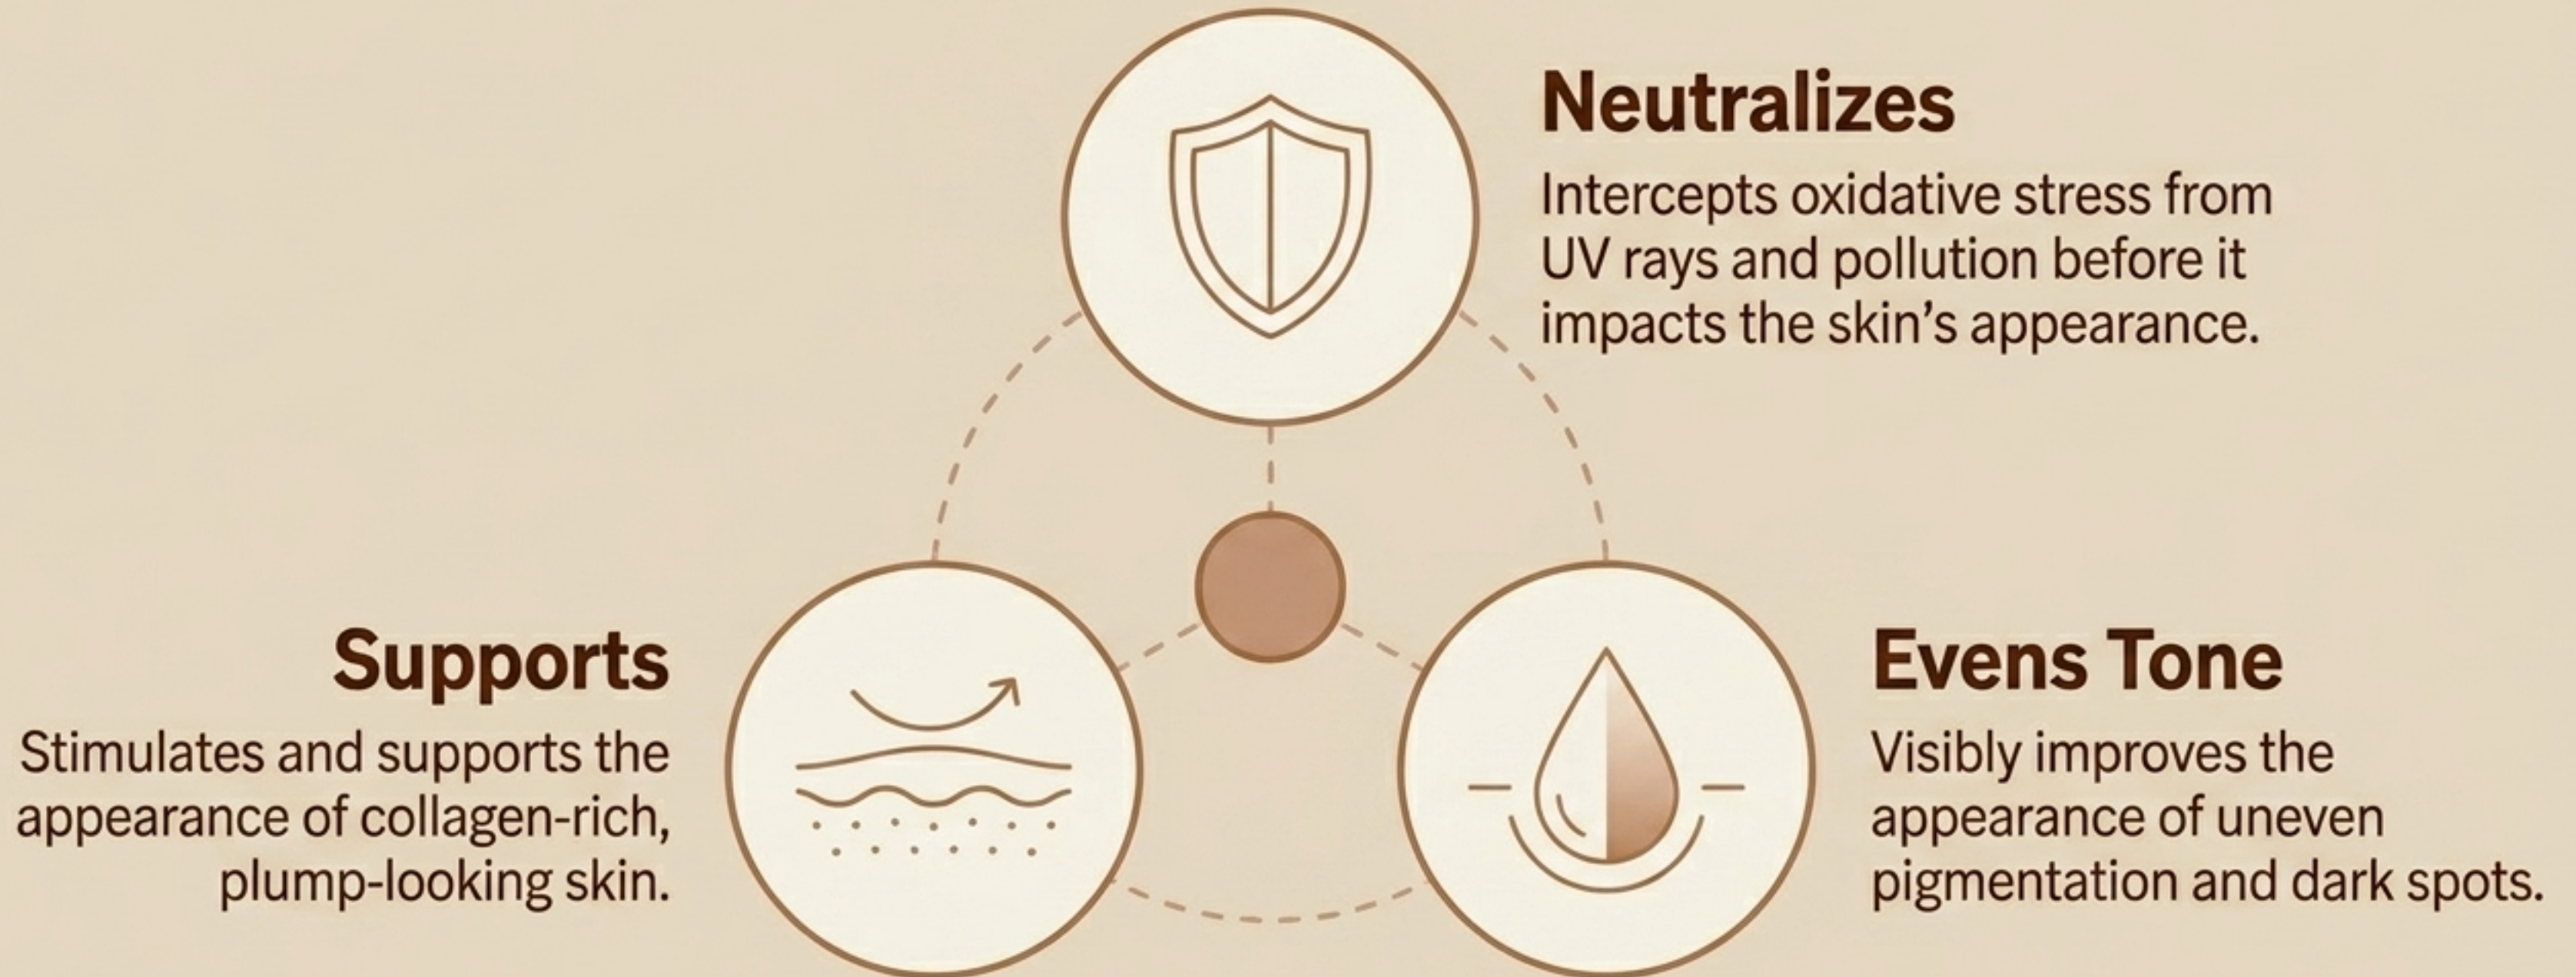 Neutralizes
Intercepts oxidative stress from
UV rays and pollution before it
impacts the skin’s appearance.
Supports
Stimulates and supports the
appearance of collagen-rich,
plump-looking skin.
Evens Tone
Visibly improves the
appearance of uneven
pigmentation and dark spots.